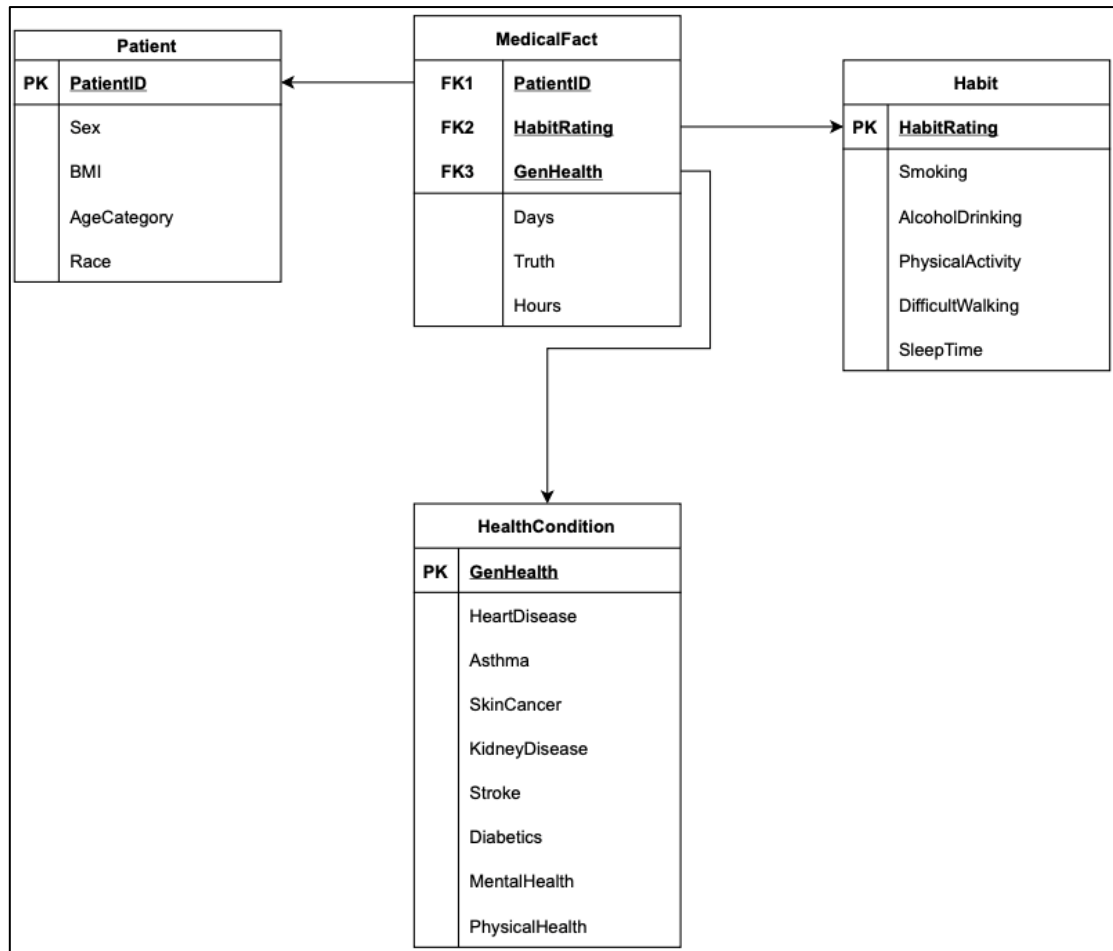 Patient
PK PatientID
Sex
BMI
AgeCategory
Race
MedicalFact
FK1 PatientID
FK2 HabitRating
FK3 GenHealth
Days
Truth
Hours
Habit
PK HabitRating
Smoking
AlcoholDrinking
PhysicalActivity
DifficultWalking
SleepTime
HealthCondition
PK GenHealth
HeartDisease
Asthma
SkinCancer
KidneyDisease
Stroke
Diabetics
MentalHealth
PhysicalHealth